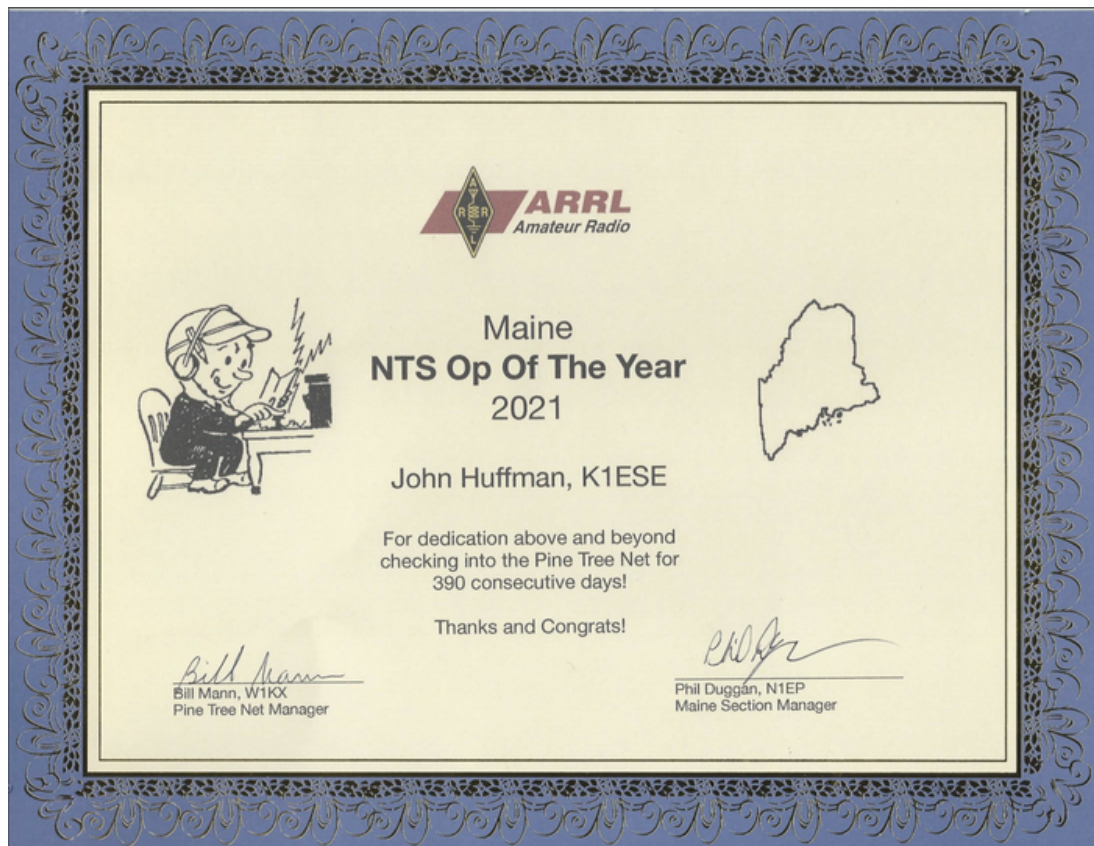 ARRL
Amateur Radio
A
R R
L
Maine
NTS Op Of The Year
2021
John Huffman, K1ESE
For dedication above and beyond
checking into the Pine Tree Net for
390 consecutive days!
Thanks and Congrats!
Bill Mann
Bill Mann, W1KX
Pine Tree Net Manager
Phil Duggan, N1EP
Maine Section Manager